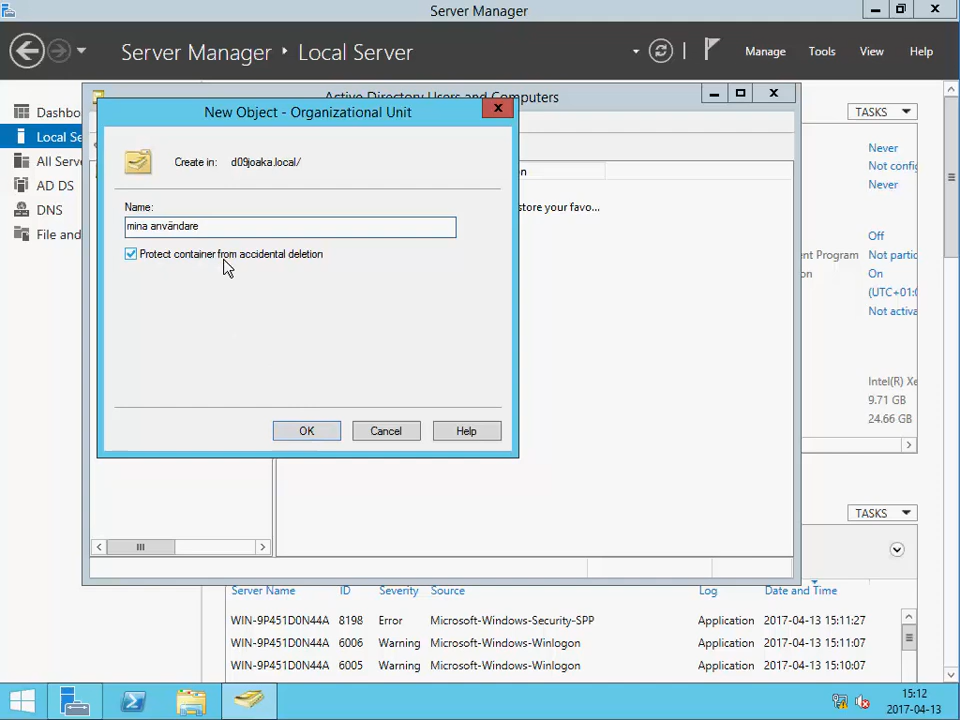 Server Manager
Server Manager ‣ Local Server
Manage
Tools
View
Help
Dashbo
Local Se
All Serve
AD DS
DNS
File and
Active Directory Users and Computers
New Object - Organizational Unit
Create in: d09joaka.local/
Name:
mina användare
Protect container from accidental deletion
OK
Cancel
Help
on
store your favo...
TASKS
Never
Not config
Never
Off
ent Program
Not partic
on
On
(UTC+01:0
Not activa
Intel(R) Xe
9.71 GB
24.66 GB
TASKS
Server Name ID Severity Source Log Date and Time
WIN-9P451D0N44A 8198 Error Microsoft-Windows-Security-SPP Application 2017-04-13 15:11:27
WIN-9P451D0N44A 6006 Warning Microsoft-Windows-Winlogon Application 2017-04-13 15:11:07
WIN-9P451D0N44A 6005 Warning Microsoft-Windows-Winlogon Application 2017-04-13 15:10:07
15:12
2017-04-13